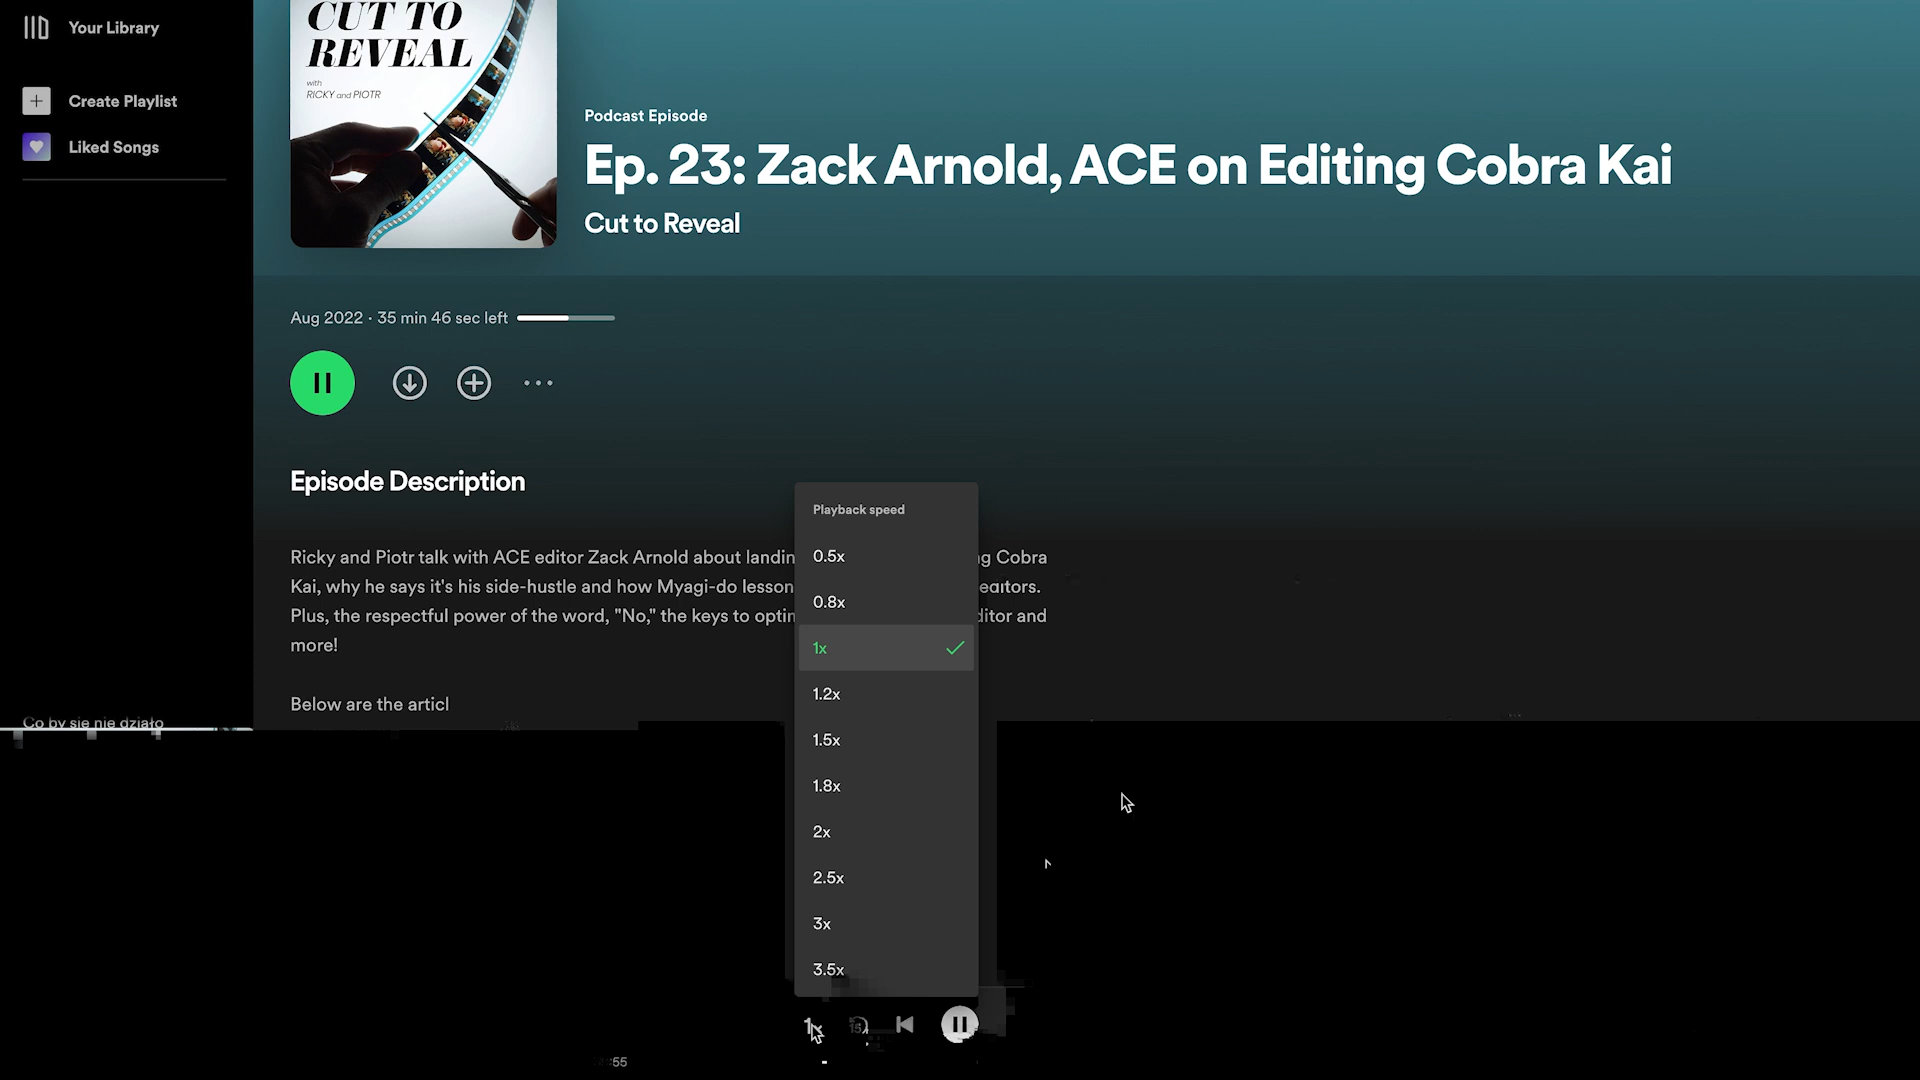 Your Library
Create Playlist
Liked Songs
Co by się nie działo
CUT TO
REVEAL
with
RICKY and PIOTR
Podcast Episode
Ep. 23: Zack Arnold, ACE on Editing Cobra Kai
Cut to Reveal
Aug 2022 · 35 min 46 sec left
Episode Description
Ricky and Piotr talk with ACE editor Zack Arnold about landin g Cobra
Kai, why he says it's his side-hustle and how Myagi-do lesson eators.
Plus, the respectful power of the word, "No," the keys to optin ditor and
more!
Below are the articl
Playback speed
0.5x
0.8x
1x
1.2x
1.5x
1.8x
2x
2.5x
3x
3.5x
15
:55